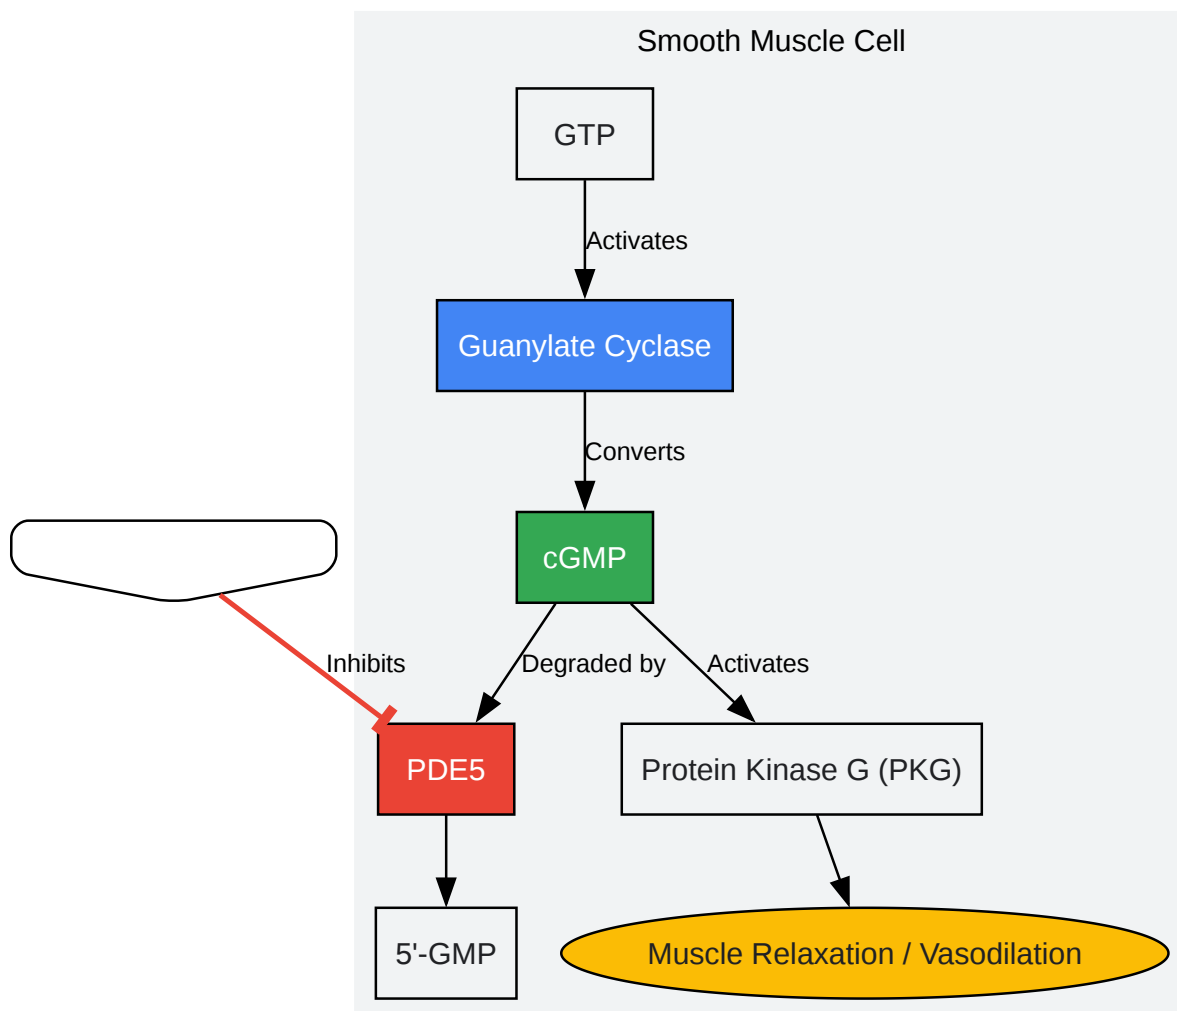 Smooth Muscle Cell
GTP
Activates
Guanylate Cyclase
Converts
cGMP
Inhibits
Degraded by
Activates
PDE5
Protein Kinase G (PKG)
5'-GMP
Muscle Relaxation / Vasodilation